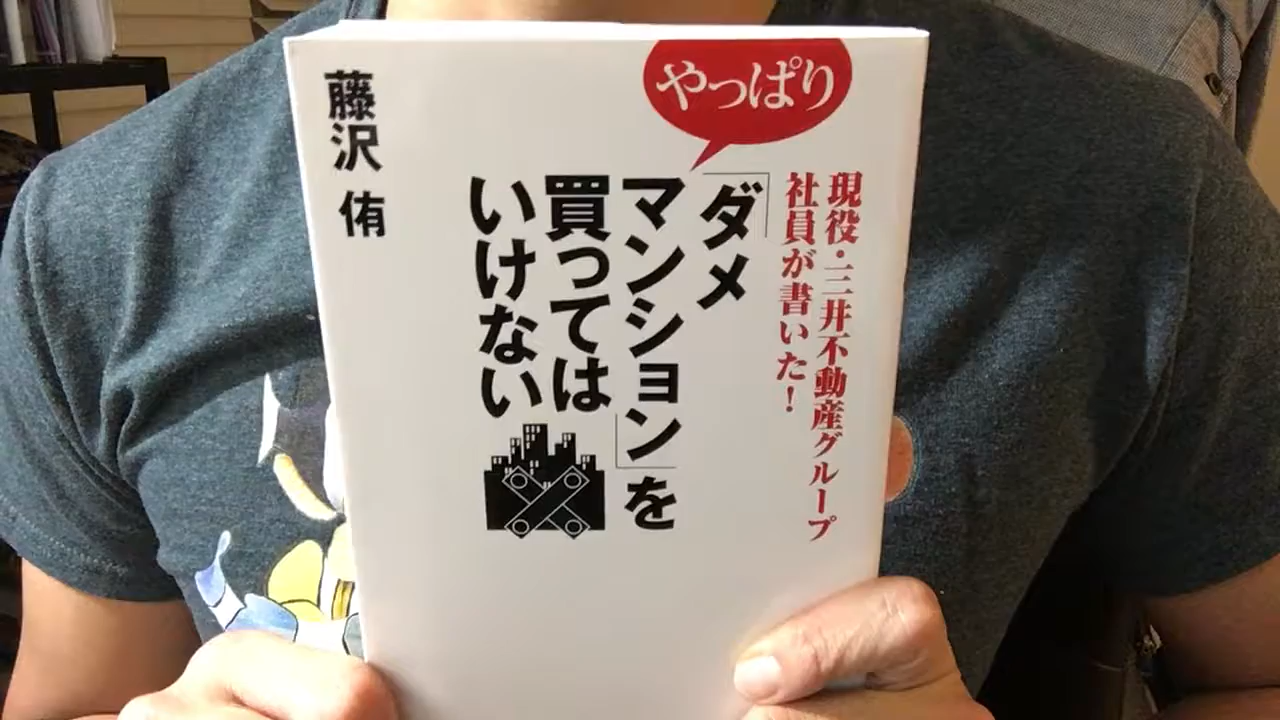 現役・三井不動産グループ
社員が書いた！
やっぱり
「ダメ
マンション」を
買っては
いけない
藤沢 侑